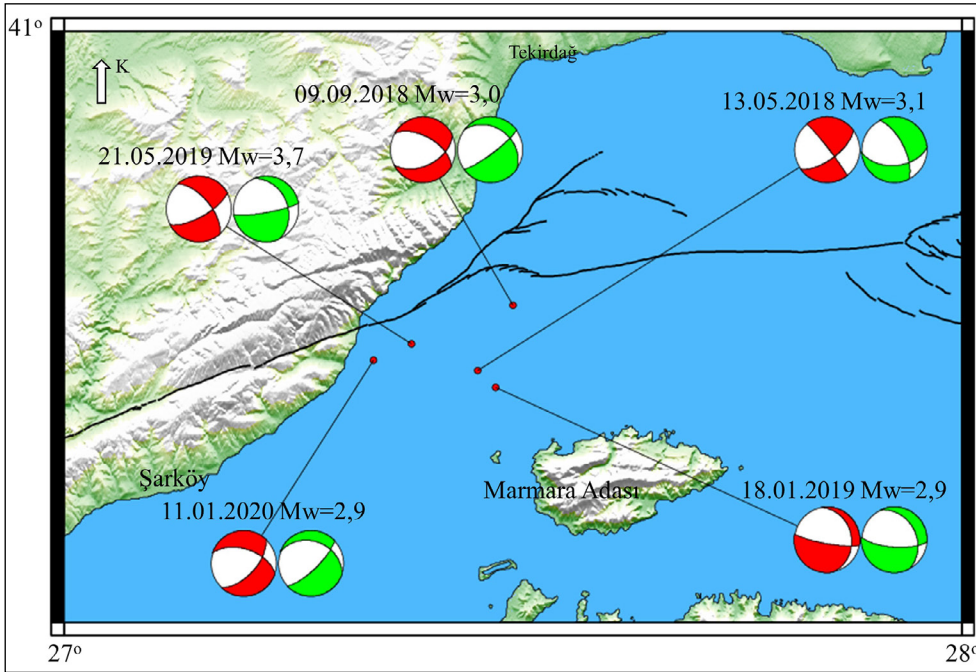 41°
K
Tekirdağ
09.09.2018 Mw=3,0
13.05.2018 Mw=3,1
21.05.2019 Mw=3,7
Şarköy
Marmara Adası
18.01.2019 Mw=2,9
11.01.2020 Mw=2,9
27°
28°